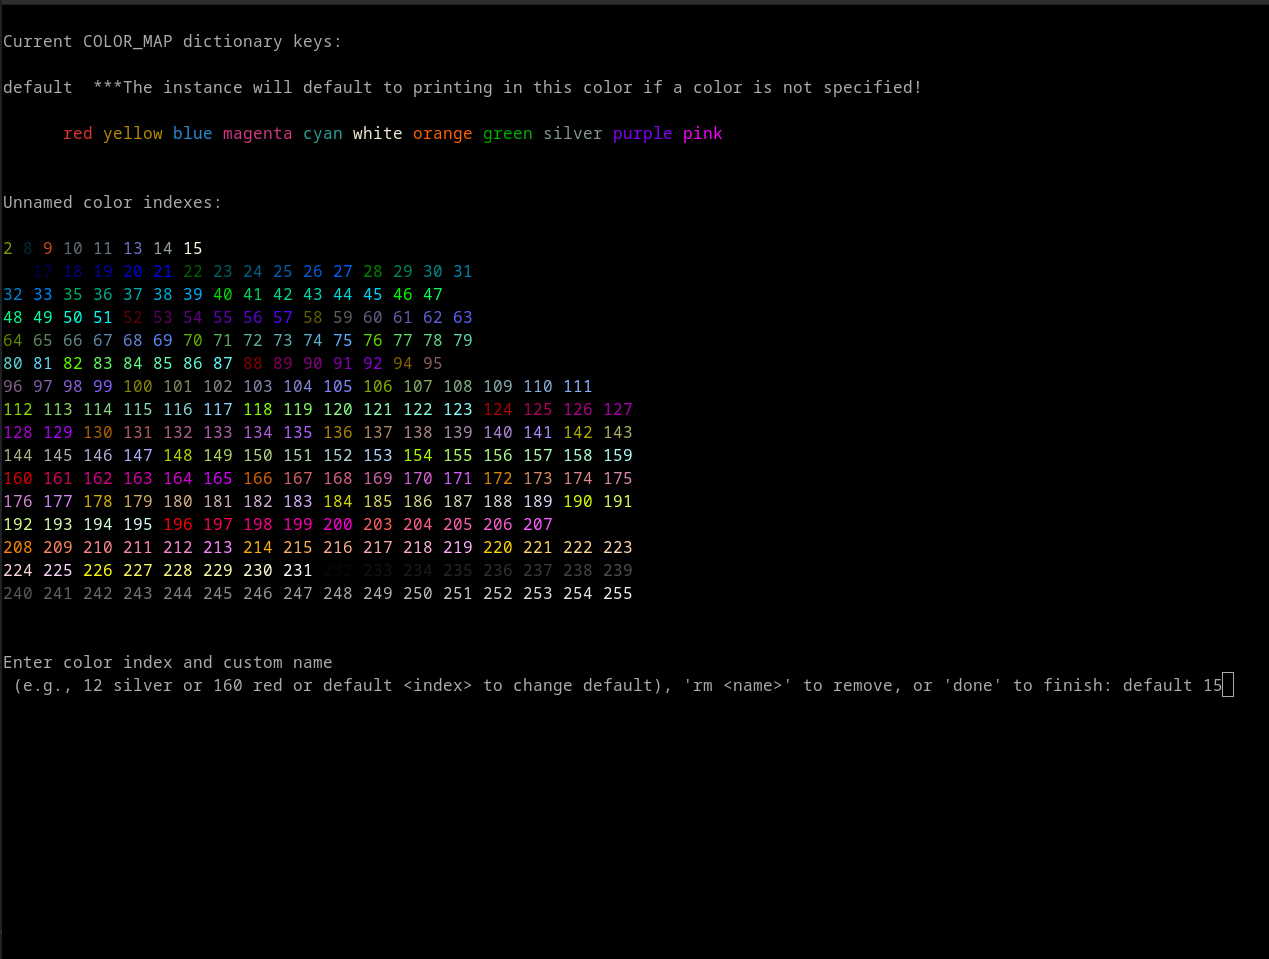 Current COLOR_MAP dictionary keys:
default  ***The instance will default to printing in this color if a color is not specified!
red yellow blue magenta cyan white orange green silver purple pink
Unnamed color indexes:
2 8 9 10 11 13 14 15
17 18 19 20 21 22 23 24 25 26 27 28 29 30 31
32 33 35 36 37 38 39 40 41 42 43 44 45 46 47
48 49 50 51 52 53 54 55 56 57 58 59 60 61 62 63
64 65 66 67 68 69 70 71 72 73 74 75 76 77 78 79
80 81 82 83 84 85 86 87 88 89 90 91 92 94 95
96 97 98 99 100 101 102 103 104 105 106 107 108 109 110 111
112 113 114 115 116 117 118 119 120 121 122 123 124 125 126 127
128 129 130 131 132 133 134 135 136 137 138 139 140 141 142 143
144 145 146 147 148 149 150 151 152 153 154 155 156 157 158 159
160 161 162 163 164 165 166 167 168 169 170 171 172 173 174 175
176 177 178 179 180 181 182 183 184 185 186 187 188 189 190 191
192 193 194 195 196 197 198 199 200 203 204 205 206 207
208 209 210 211 212 213 214 215 216 217 218 219 220 221 222 223
224 225 226 227 228 229 230 231 232 233 234 235 236 237 238 239
240 241 242 243 244 245 246 247 248 249 250 251 252 253 254 255
Enter color index and custom name
(e.g., 12 silver or 160 red or default <index> to change default), 'rm <name>' to remove, or 'done' to finish: default 15